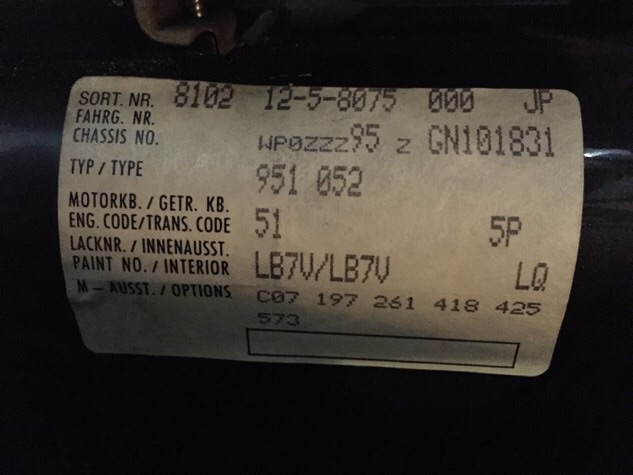 SORT. NR. 8102 12-5-8075 000 JP
FAHRG. NR.
CHASSIS NO. WP0ZZZ95 Z GN101831
TYP / TYPE 951 052
MOTORKB. / GETR. KB.
ENG. CODE/TRANS. CODE 51 5P
LACKNR. / INNENAUSST.
PAINT NO. / INTERIOR LB7V/LB7V LQ
M – AUSST. / OPTIONS C07 197 261 418 425
573